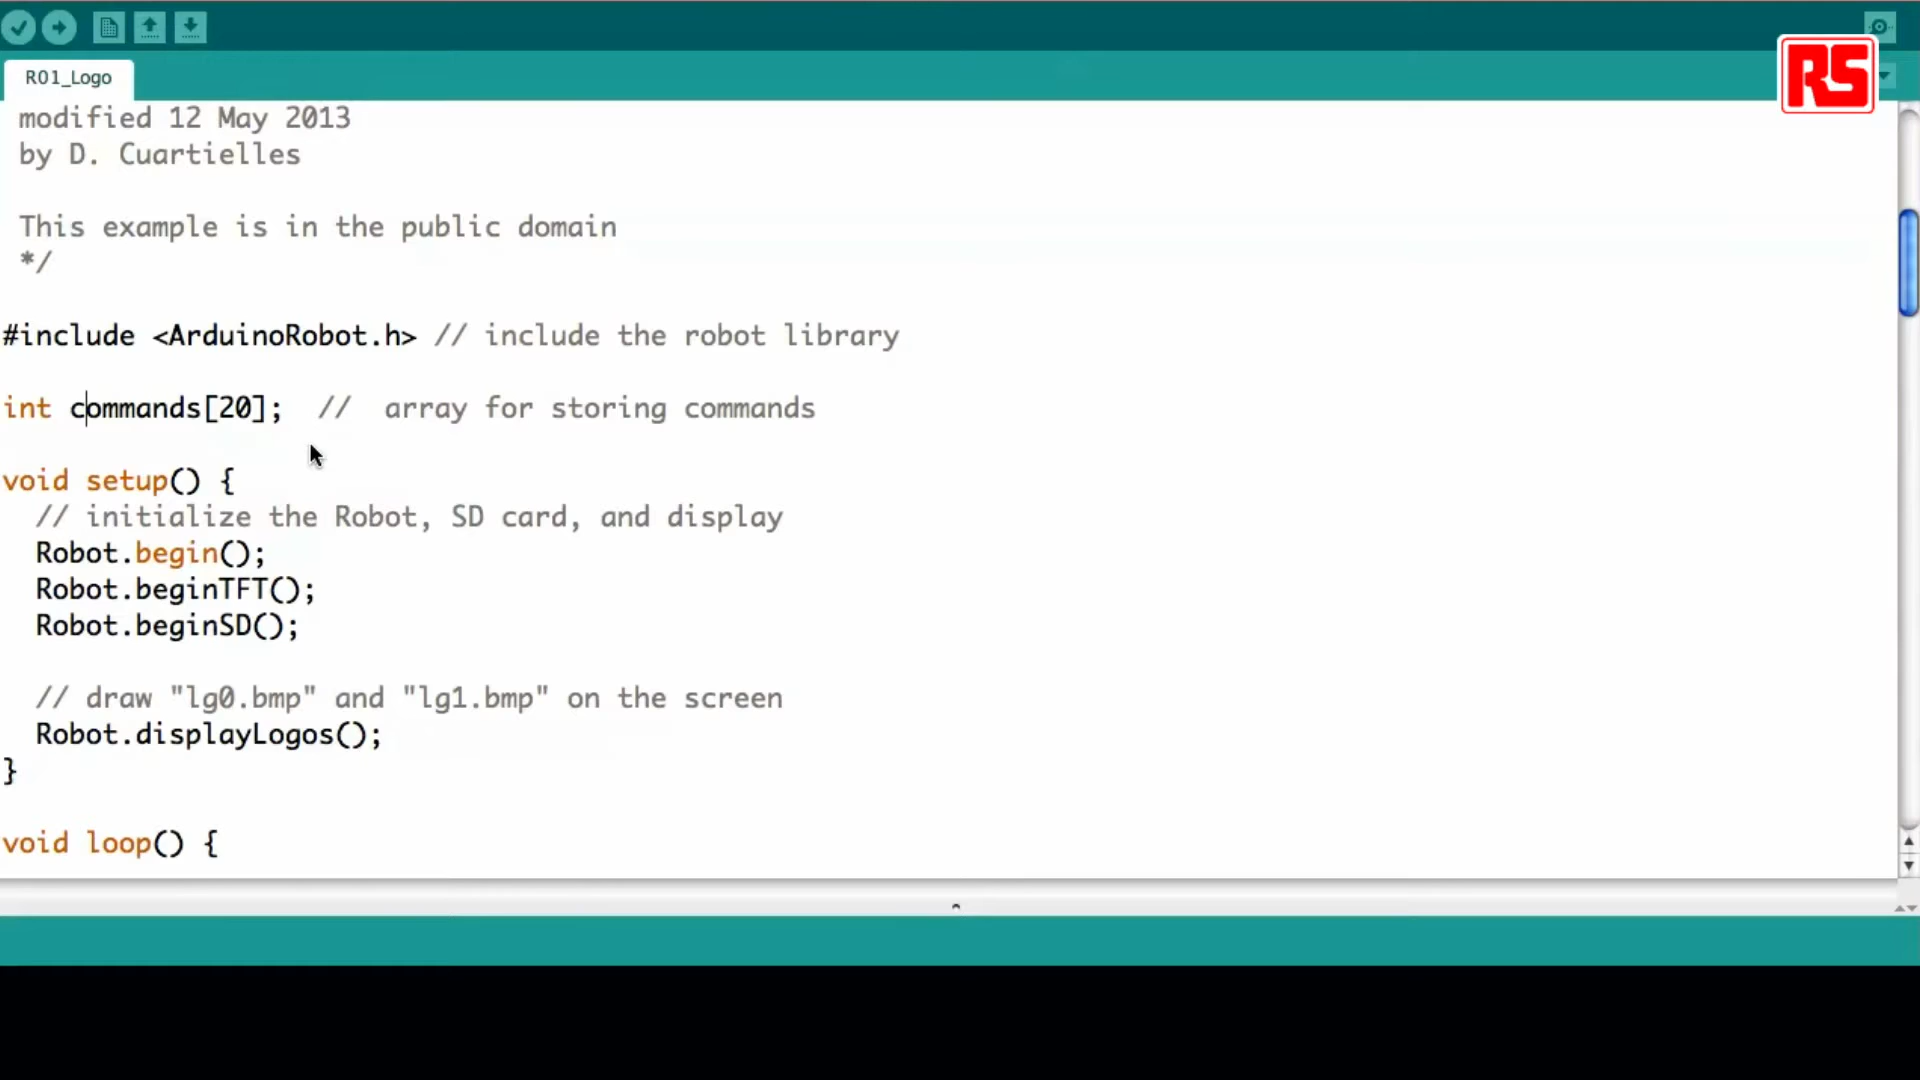 RS
R01_Logo
modified 12 May 2013
by D. Cuartielles
This example is in the public domain
*/
#include <ArduinoRobot.h> // include the robot library
int commands[20];  //  array for storing commands
void setup() {
  // initialize the Robot, SD card, and display
  Robot.begin();
  Robot.beginTFT();
  Robot.beginSD();
  // draw "lg0.bmp" and "lg1.bmp" on the screen
  Robot.displayLogos();
}
void loop() {